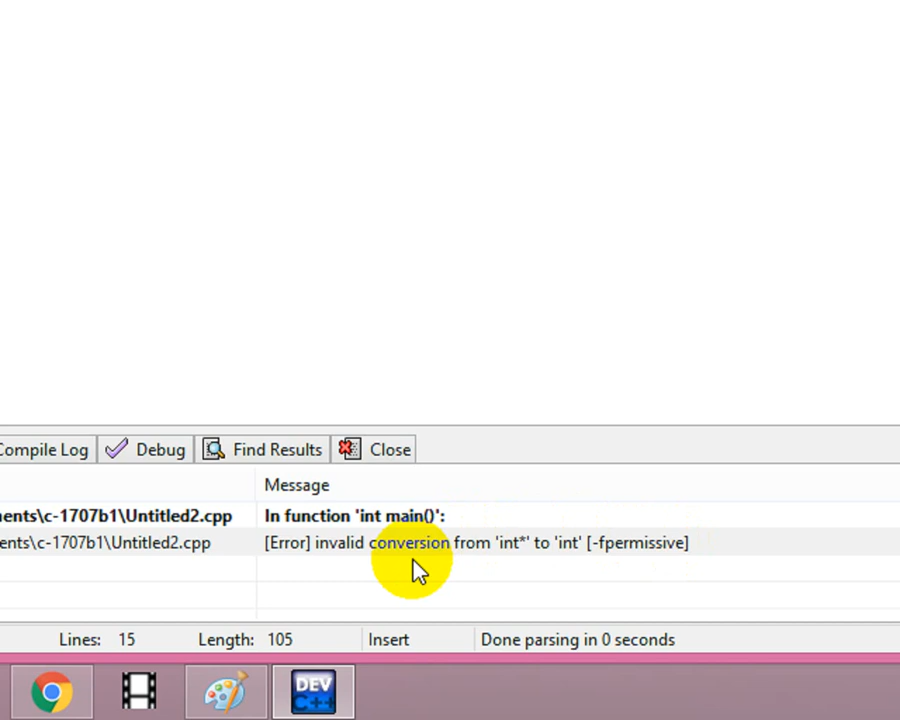 Compile Log Debug Find Results Close
Message
ents\c-1707b1\Untitled2.cpp In function 'int main()':
ents\c-1707b1\Untitled2.cpp [Error] invalid conversion from 'int*' to 'int' [-fpermissive]
Lines: 15 Length: 105 Insert Done parsing in 0 seconds
DEV
C++